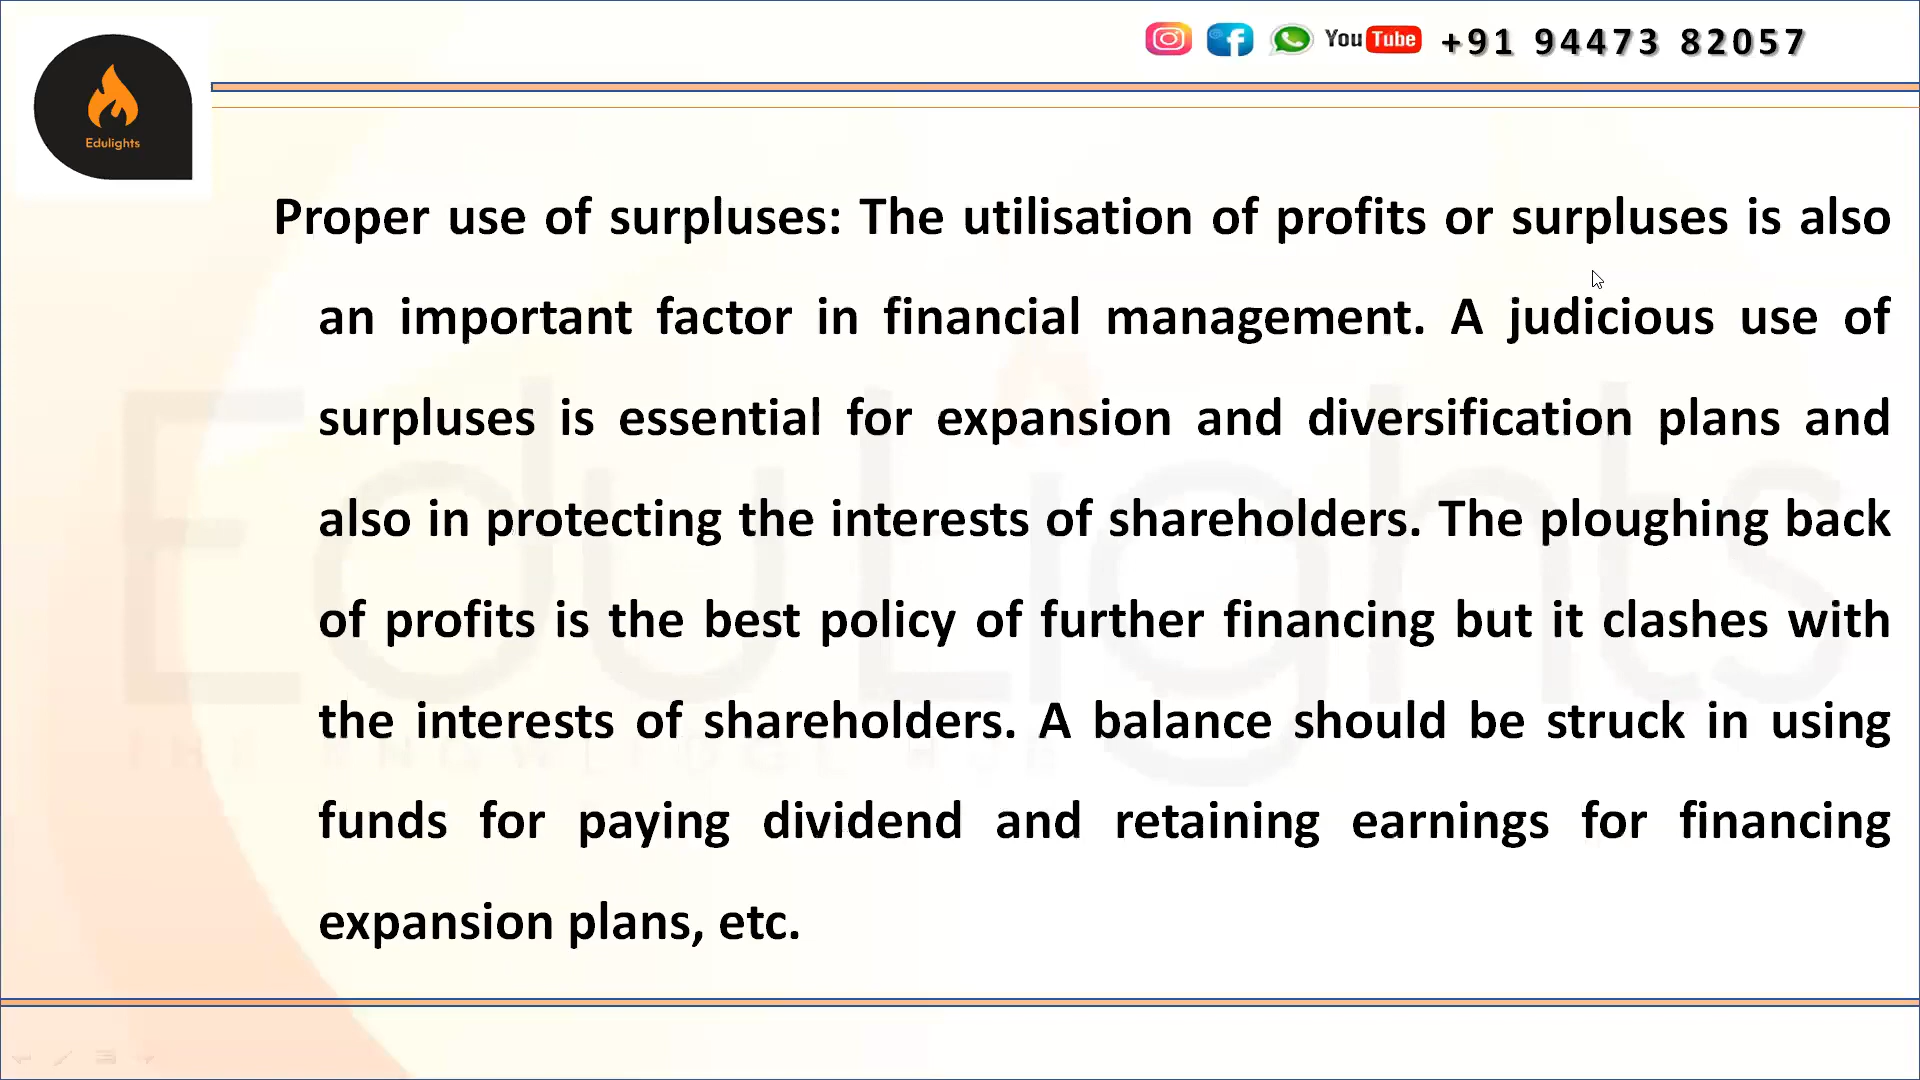 You Tube +91 94473 82057
Edulights
Proper use of surpluses: The utilisation of profits or surpluses is also
an important factor in financial management. A judicious use of
surpluses is essential for expansion and diversification plans and
also in protecting the interests of shareholders. The ploughing back
of profits is the best policy of further financing but it clashes with
the interests of shareholders. A balance should be struck in using
funds for paying dividend and retaining earnings for financing
expansion plans, etc.
EduLights
THE KNOWLEDGE HUB